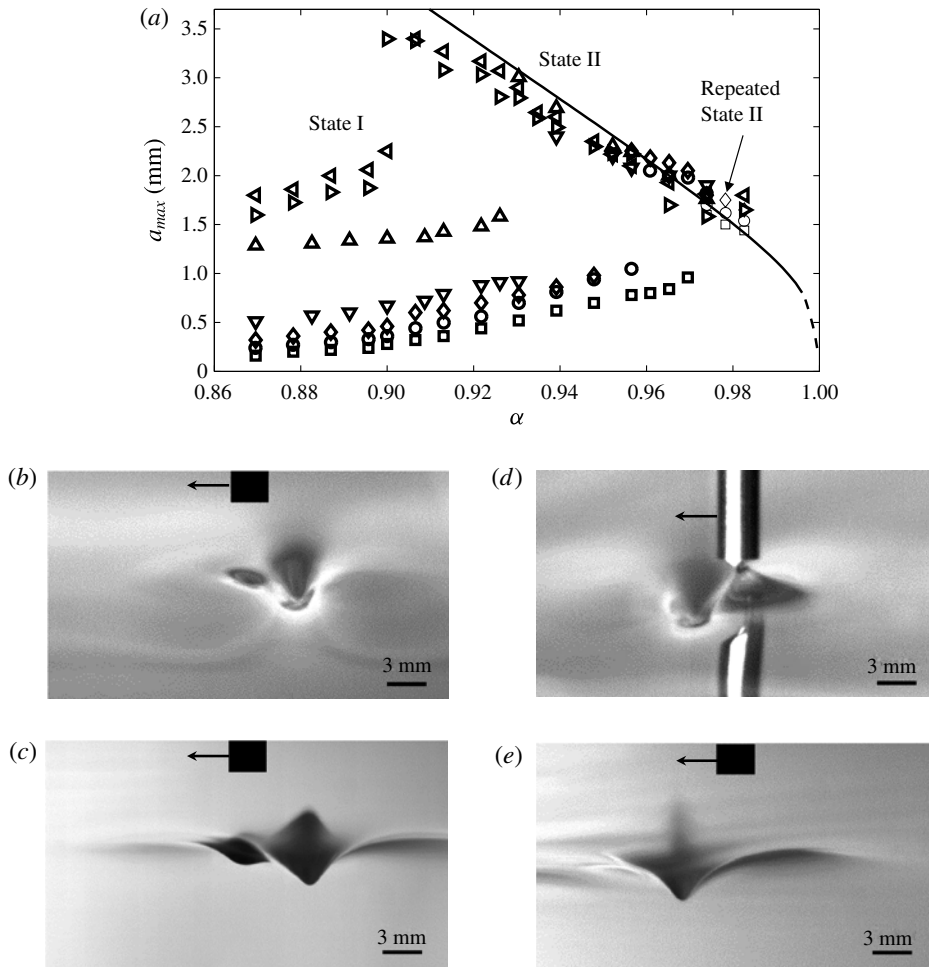 (a)
3.5
3.0
2.5
2.0
1.5
1.0
0.5
0
a_max (mm)
State I
State II
Repeated
State II
0.86
0.88
0.90
0.92
0.94
0.96
0.98
1.00
α
(b)
3 mm
(d)
3 mm
(c)
3 mm
(e)
3 mm